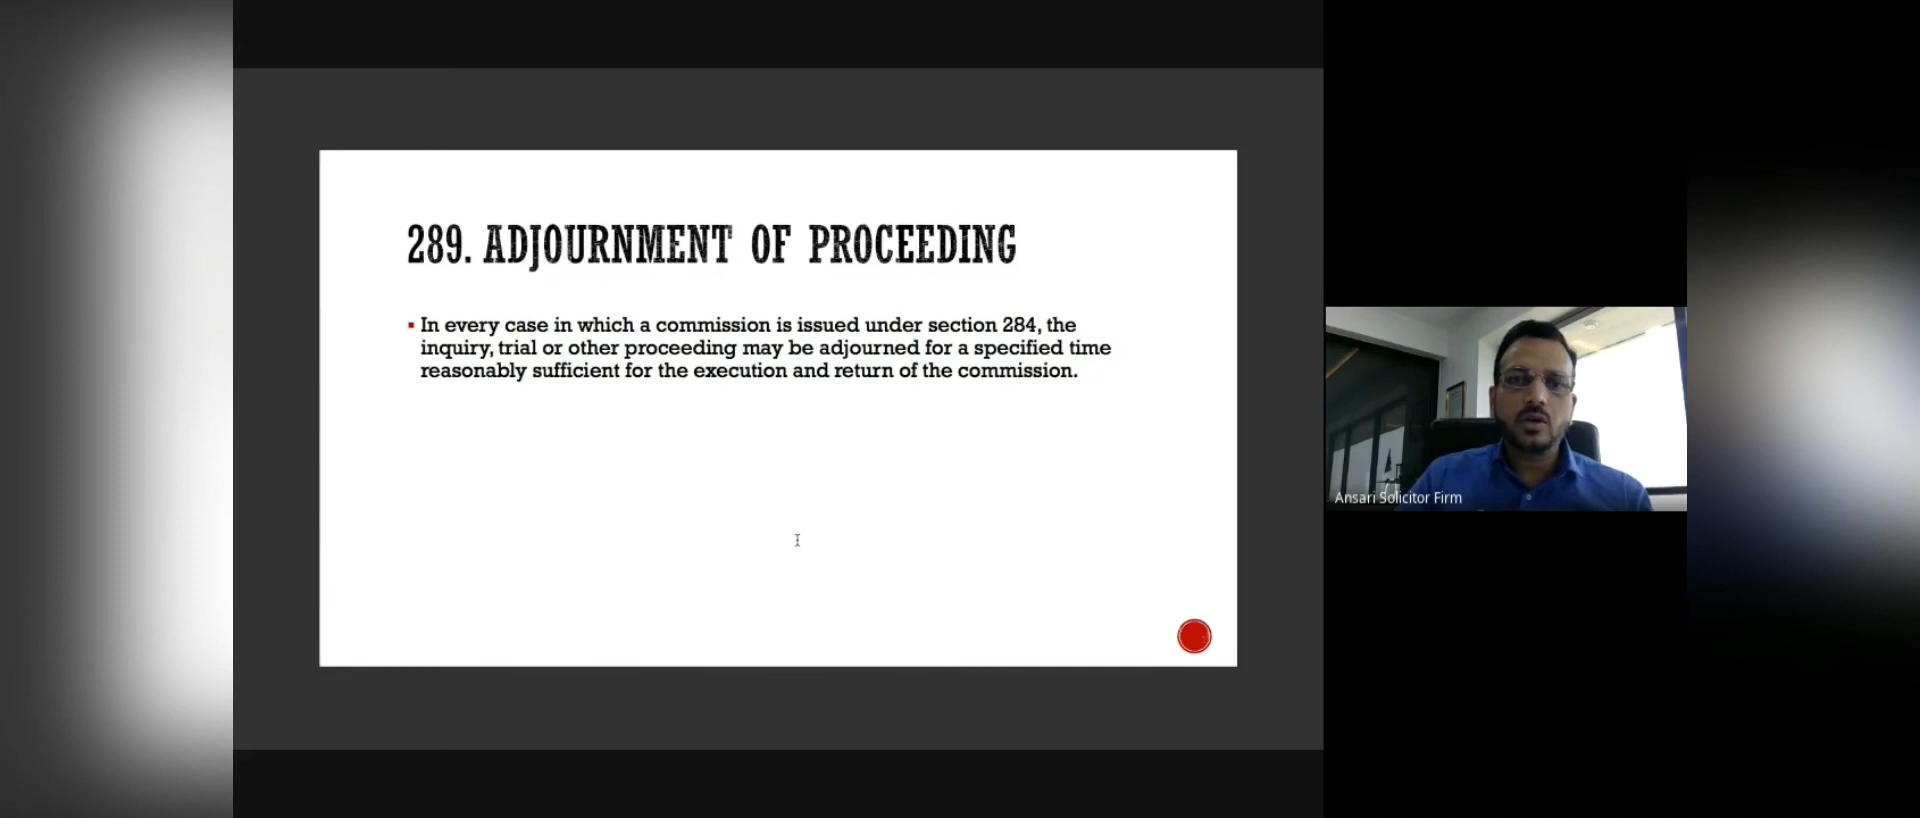 289. ADJOURNMENT OF PROCEEDING
▪ In every case in which a commission is issued under section 284, the
inquiry, trial or other proceeding may be adjourned for a specified time
reasonably sufficient for the execution and return of the commission.
Ansari Solicitor Firm